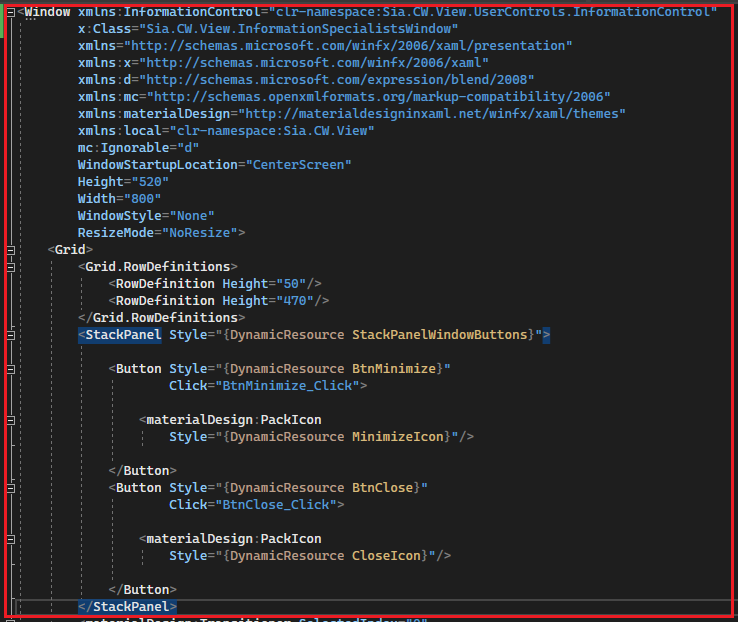 <Window xmlns:InformationControl="clr-namespace:Sia.CW.View.UserControls.InformationControl"
x:Class="Sia.CW.View.InformationSpecialistsWindow"
xmlns="http://schemas.microsoft.com/winfx/2006/xaml/presentation"
xmlns:x="http://schemas.microsoft.com/winfx/2006/xaml"
xmlns:d="http://schemas.microsoft.com/expression/blend/2008"
xmlns:mc="http://schemas.openxmlformats.org/markup-compatibility/2006"
xmlns:materialDesign="http://materialdesigninxaml.net/winfx/xaml/themes"
xmlns:local="clr-namespace:Sia.CW.View"
mc:Ignorable="d"
WindowStartupLocation="CenterScreen"
Height="520"
Width="800"
WindowStyle="None"
ResizeMode="NoResize">
<Grid>
<Grid.RowDefinitions>
<RowDefinition Height="50"/>
<RowDefinition Height="470"/>
</Grid.RowDefinitions>
<StackPanel Style="{DynamicResource StackPanelWindowButtons}">
<Button Style="{DynamicResource BtnMinimize}"
Click="BtnMinimize_Click">
<materialDesign:PackIcon
Style="{DynamicResource MinimizeIcon}"/>
</Button>
<Button Style="{DynamicResource BtnClose}"
Click="BtnClose_Click">
<materialDesign:PackIcon
Style="{DynamicResource CloseIcon}"/>
</Button>
</StackPanel>
<materialDesign:Transitioner SelectedIndex="0"